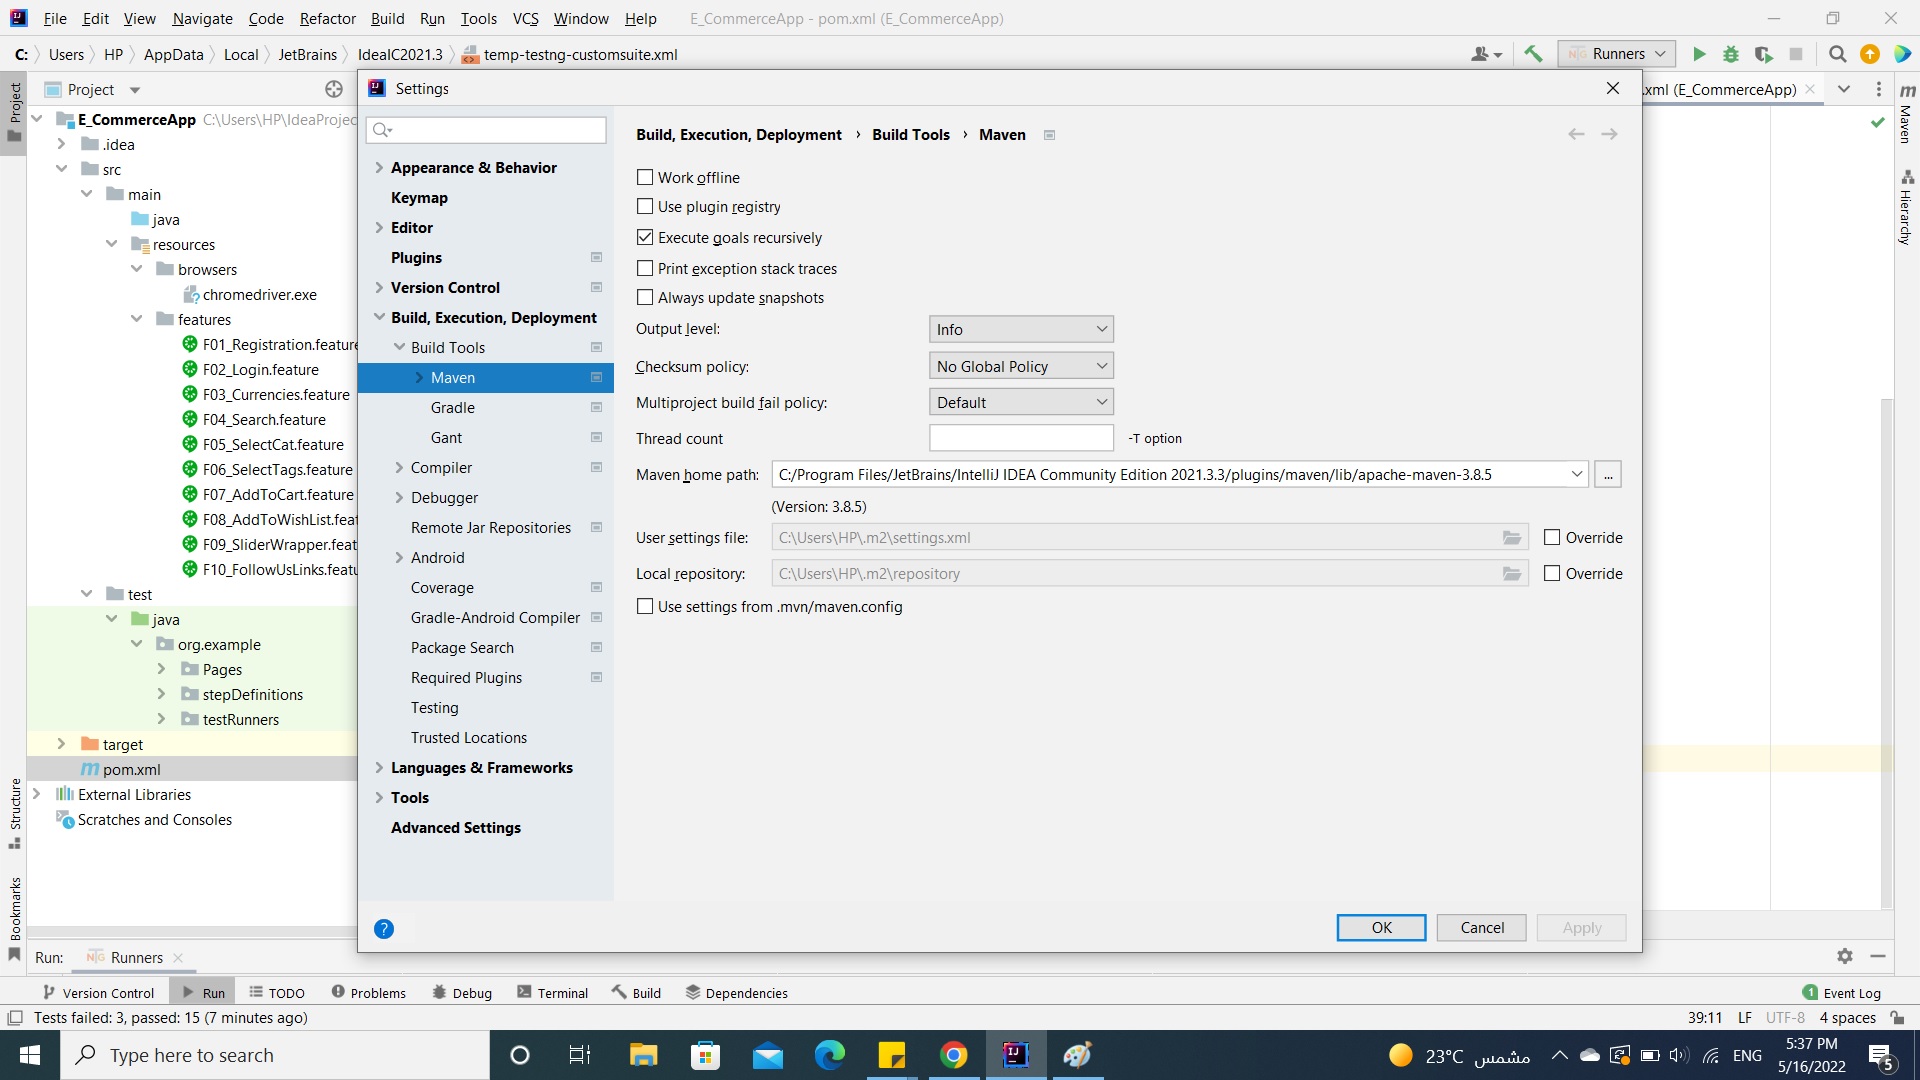 File Edit View Navigate Code Refactor Build Run Tools VCS Window Help E_CommerceApp - pom.xml (E_CommerceApp)
C: Users HP AppData Local JetBrains IdeaIC2021.3 temp-testng-customsuite.xml Runners
Project
Settings
.xml (E_CommerceApp)
E_CommerceApp C:\Users\HP\IdeaProjec
.idea
src
main
java
resources
browsers
chromedriver.exe
features
F01_Registration.feature
F02_Login.feature
F03_Currencies.feature
F04_Search.feature
F05_SelectCat.feature
F06_SelectTags.feature
F07_AddToCart.feature
F08_AddToWishList.feat
F09_SliderWrapper.feat
F10_FollowUsLinks.featu
test
java
org.example
Pages
stepDefinitions
testRunners
target
pom.xml
External Libraries
Scratches and Consoles
Project
Structure
Bookmarks
Appearance & Behavior
Keymap
Editor
Plugins
Version Control
Build, Execution, Deployment
Build Tools
Maven
Gradle
Gant
Compiler
Debugger
Remote Jar Repositories
Android
Coverage
Gradle-Android Compiler
Package Search
Required Plugins
Testing
Trusted Locations
Languages & Frameworks
Tools
Advanced Settings
Build, Execution, Deployment › Build Tools › Maven
Work offline
Use plugin registry
Execute goals recursively
Print exception stack traces
Always update snapshots
Output level: Info
Checksum policy: No Global Policy
Multiproject build fail policy: Default
Thread count -T option
Maven home path: C:/Program Files/JetBrains/IntelliJ IDEA Community Edition 2021.3.3/plugins/maven/lib/apache-maven-3.8.5 ...
(Version: 3.8.5)
User settings file: C:\Users\HP\.m2\settings.xml Override
Local repository: C:\Users\HP\.m2\repository Override
Use settings from .mvn/maven.config
? OK Cancel Apply
Maven
Hierarchy
Run: Runners
Version Control Run TODO Problems Debug Terminal Build Dependencies 1 Event Log
Tests failed: 3, passed: 15 (7 minutes ago) 39:11 LF UTF-8 4 spaces
Type here to search 23°C مشمس ENG 5:37 PM
5/16/2022 5